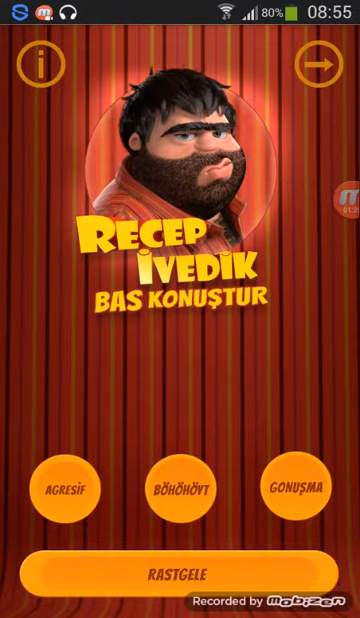 80% 08:55
i
RECEP
İVEDİK
BAS KONUŞTUR
AGRESİF
BÖHÖHÖYT
GONUŞMA
RASTGELE
Recorded by Mobizen